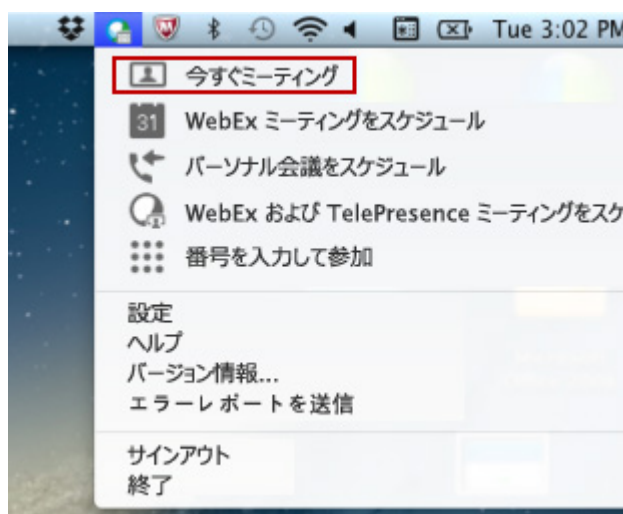 Tue 3:02 PM
今すぐミーティング
31 WebEx ミーティングをスケジュール
パーソナル会議をスケジュール
WebEx および TelePresence ミーティングをスケ
番号を入力して参加
設定
ヘルプ
バージョン情報...
エラーレポートを送信
サインアウト
終了